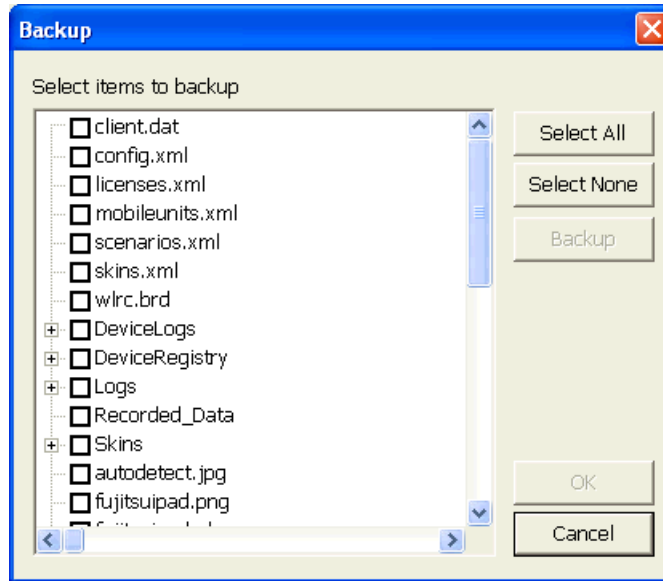 Backup
Select items to backup
client.dat
config.xml
licenses.xml
mobileunits.xml
scenarios.xml
skins.xml
wlrc.brd
DeviceLogs
DeviceRegistry
Logs
Recorded_Data
Skins
autodetect.jpg
fujitsuipad.png
Select All
Select None
Backup
OK
Cancel